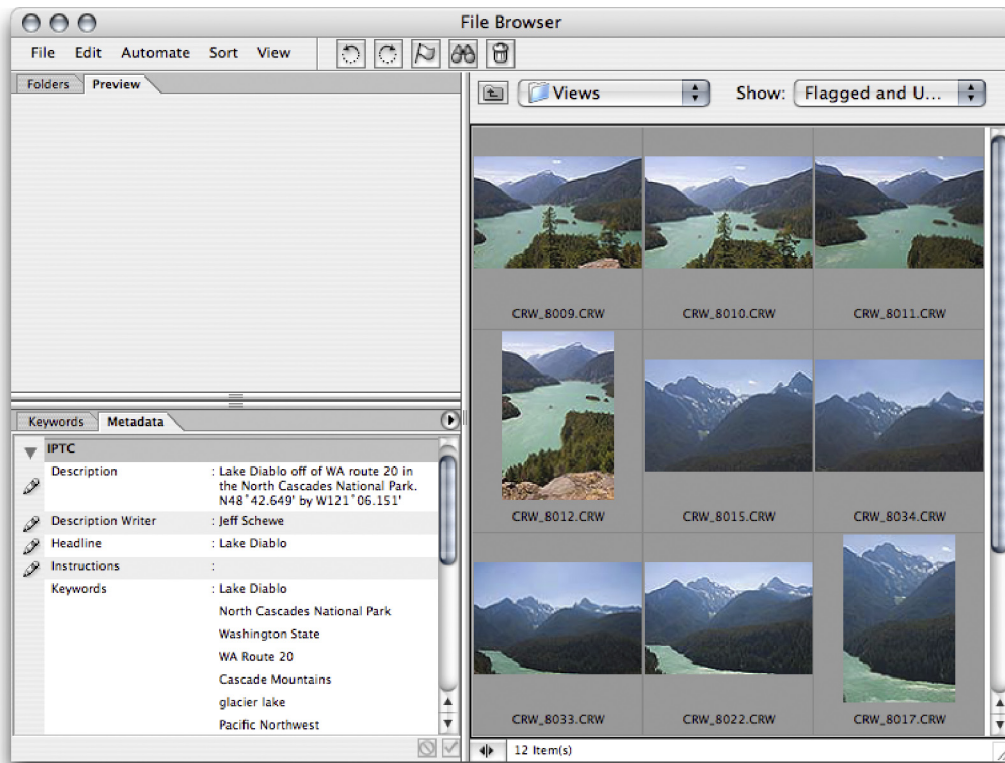 File Browser
File Edit Automate Sort View
Folders Preview
Views Show: Flagged and U...
CRW_8009.CRW CRW_8010.CRW CRW_8011.CRW
CRW_8012.CRW CRW_8015.CRW CRW_8034.CRW
CRW_8033.CRW CRW_8022.CRW CRW_8017.CRW
Keywords Metadata
IPTC
Description : Lake Diablo off of WA route 20 in
the North Cascades National Park.
N48˚42.649' by W121˚06.151'
Description Writer : Jeff Schewe
Headline : Lake Diablo
Instructions :
Keywords : Lake Diablo
North Cascades National Park
Washington State
WA Route 20
Cascade Mountains
glacier lake
Pacific Northwest
12 Item(s)